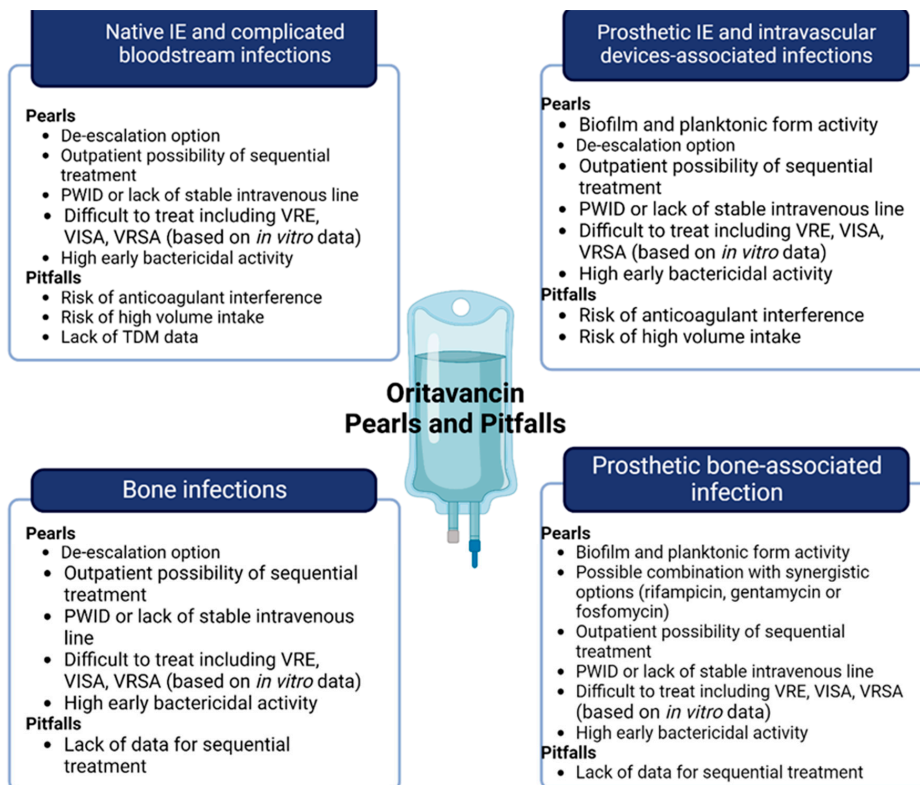 Native IE and complicated
bloodstream infections
Pearls
• De-escalation option
• Outpatient possibility of sequential
treatment
• PWID or lack of stable intravenous line
• Difficult to treat including VRE,
VISA, VRSA (based on in vitro data)
• High early bactericidal activity
Pitfalls
• Risk of anticoagulant interference
• Risk of high volume intake
• Lack of TDM data
Prosthetic IE and intravascular
devices-associated infections
Pearls
• Biofilm and planktonic form activity
• De-escalation option
• Outpatient possibility of sequential
treatment
• PWID or lack of stable intravenous line
• Difficult to treat including VRE, VISA,
VRSA (based on in vitro data)
• High early bactericidal activity
Pitfalls
• Risk of anticoagulant interference
• Risk of high volume intake
Oritavancin
Pearls and Pitfalls
Bone infections
Pearls
• De-escalation option
• Outpatient possibility of sequential
treatment
• PWID or lack of stable intravenous
line
• Difficult to treat including VRE,
VISA, VRSA (based on in vitro data)
• High early bactericidal activity
Pitfalls
• Lack of data for sequential
treatment
Prosthetic bone-associated
infection
Pearls
• Biofilm and planktonic form activity
• Possible combination with synergistic
options (rifampicin, gentamycin or
fosfomycin)
• Outpatient possibility of sequential
treatment
• PWID or lack of stable intravenous line
• Difficult to treat including VRE, VISA, VRSA
(based on in vitro data)
• High early bactericidal activity
Pitfalls
• Lack of data for sequential treatment